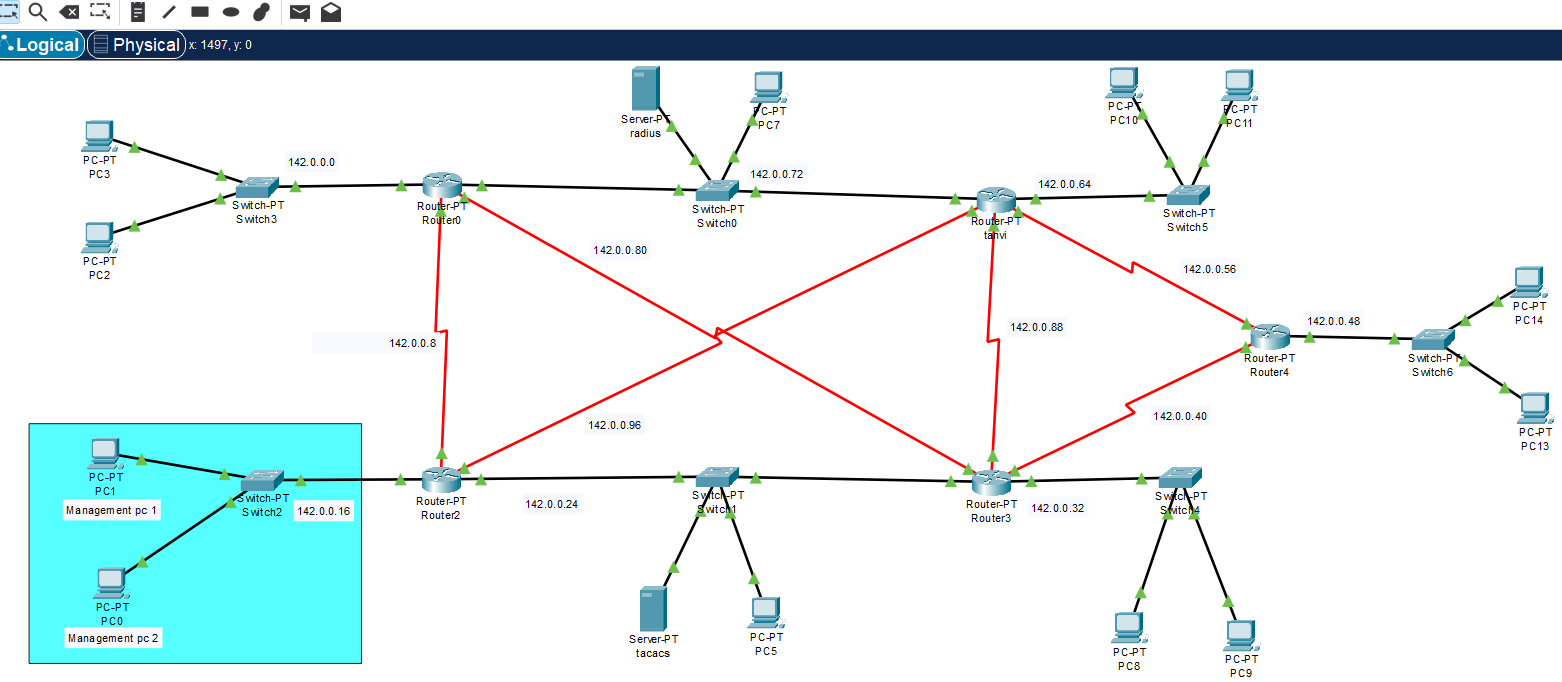 Logical
Physical
x: 1497, y: 0
PC-PT
PC3
PC-PT
PC2
142.0.0.0
Switch-PT
Switch3
Router-PT
Router0
Server-PT
radius
PC-PT
PC7
142.0.0.72
Switch-PT
Switch0
Router-PT
tanvi
142.0.0.64
PC-PT
PC10
PC-PT
PC11
Switch-PT
Switch5
142.0.0.80
142.0.0.56
142.0.0.8
142.0.0.88
Router-PT
Router4
142.0.0.48
Switch-PT
Switch6
PC-PT
PC14
PC-PT
PC13
142.0.0.96
142.0.0.40
PC-PT
PC1
Management pc 1
Switch-PT
Switch2
142.0.0.16
PC-PT
PC0
Management pc 2
Router-PT
Router2
142.0.0.24
Switch-PT
Switch1
Router-PT
Router3
142.0.0.32
Switch-PT
Switch4
Server-PT
tacacs
PC-PT
PC5
PC-PT
PC8
PC-PT
PC9